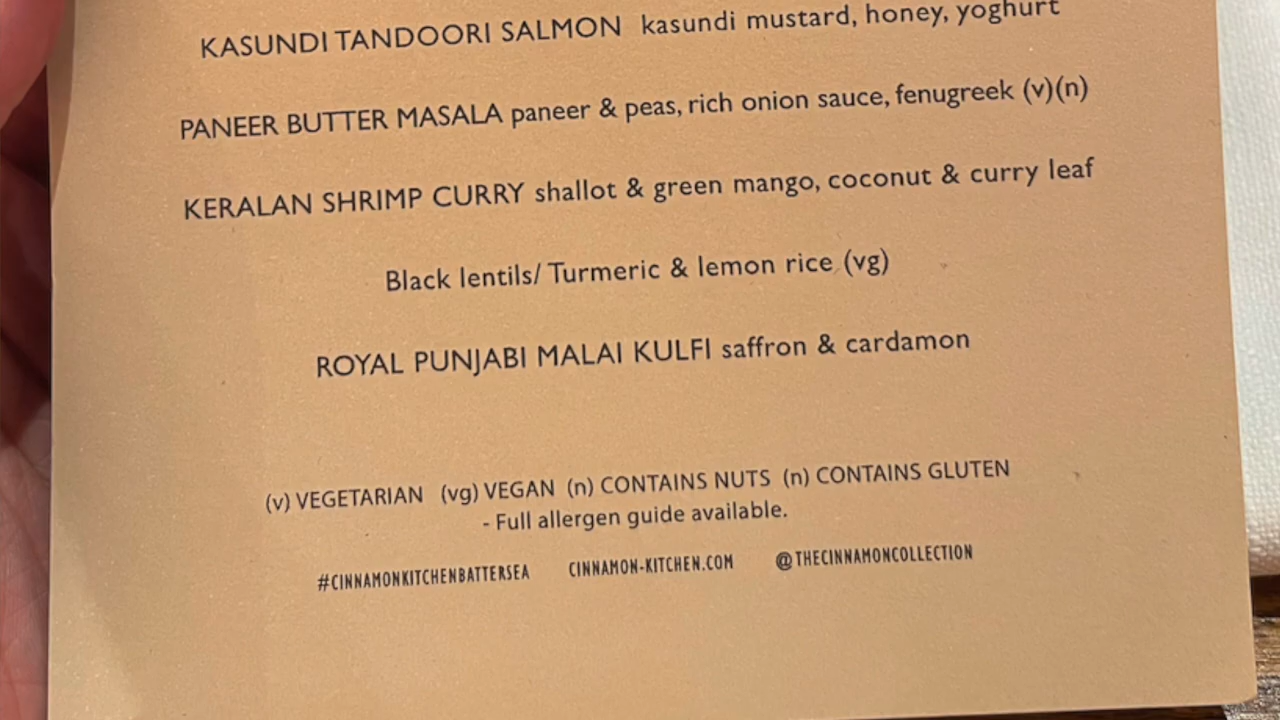 KASUNDI TANDOORI SALMON kasundi mustard, honey, yoghurt
PANEER BUTTER MASALA paneer & peas, rich onion sauce, fenugreek (v)(n)
KERALAN SHRIMP CURRY shallot & green mango, coconut & curry leaf
Black lentils/ Turmeric & lemon rice (vg)
ROYAL PUNJABI MALAI KULFI saffron & cardamon
(v) VEGETARIAN (vg) VEGAN (n) CONTAINS NUTS (n) CONTAINS GLUTEN
- Full allergen guide available.
#CINNAMONKITCHENBATTERSEA CINNAMON-KITCHEN.COM @THECINNAMONCOLLECTION